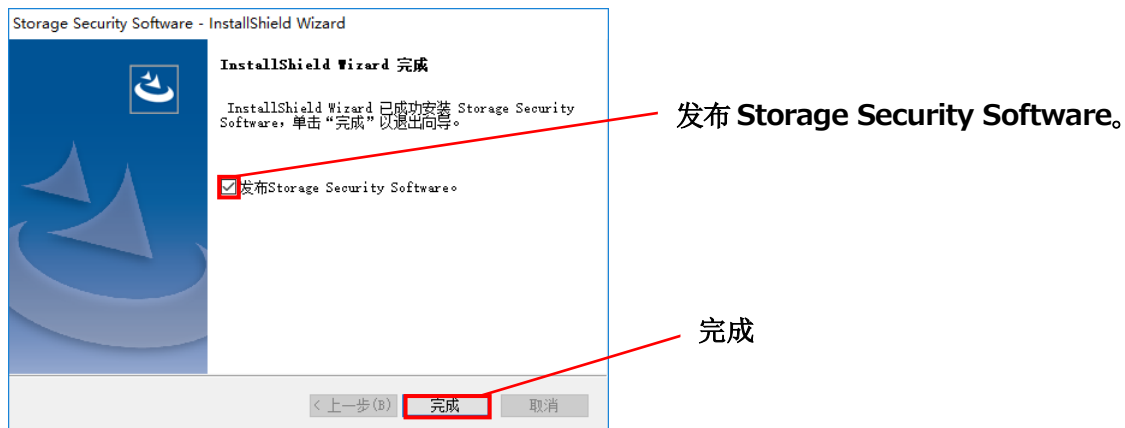 Storage Security Software - InstallShield Wizard
InstallShield Wizard 完成
InstallShield Wizard 已成功安装 Storage Security
Software，单击“完成”以退出向导。
发布Storage Security Software。
< 上一步(B)
完成
取消
发布 Storage Security Software。
完成